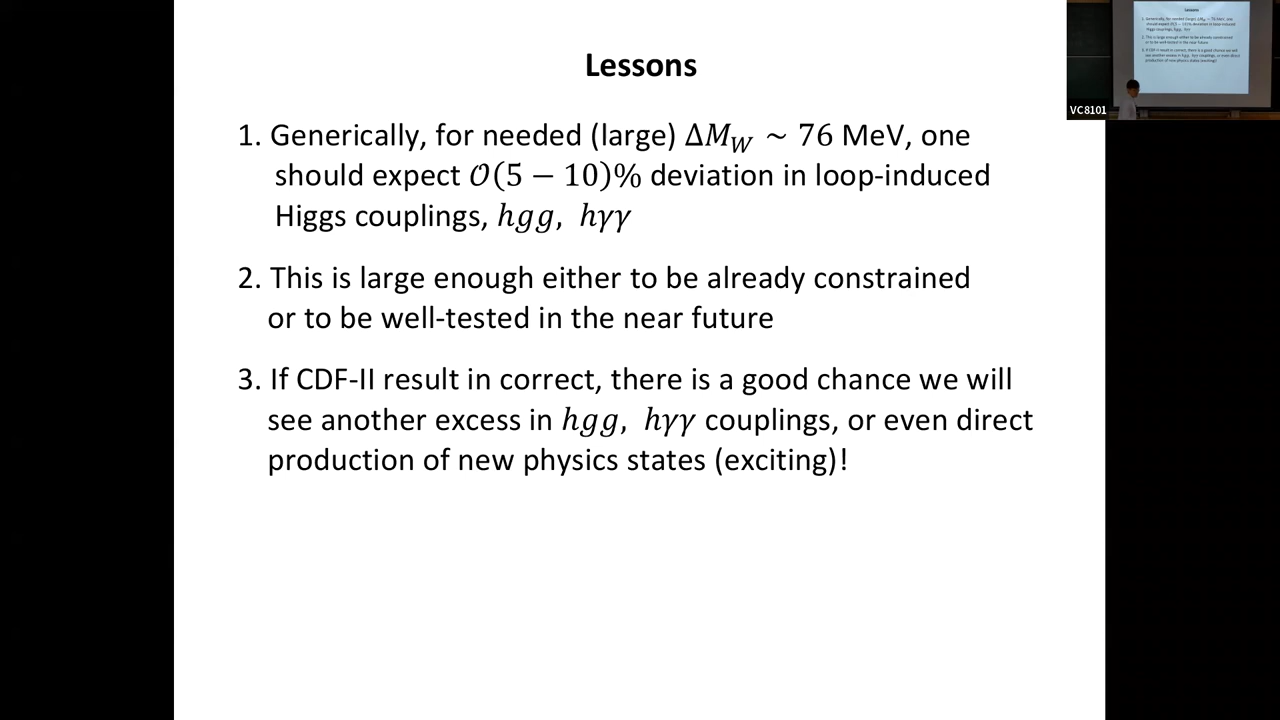 Lessons
1. Generically, for needed (large) Δ𝑀_𝑊 ~ 76 MeV, one
should expect 𝒪(5 − 10)% deviation in loop-induced
Higgs couplings, ℎ𝑔𝑔, ℎ𝛾𝛾
2. This is large enough either to be already constrained
or to be well-tested in the near future
3. If CDF-II result in correct, there is a good chance we will
see another excess in ℎ𝑔𝑔, ℎ𝛾𝛾 couplings, or even direct
production of new physics states (exciting)!
VC8101